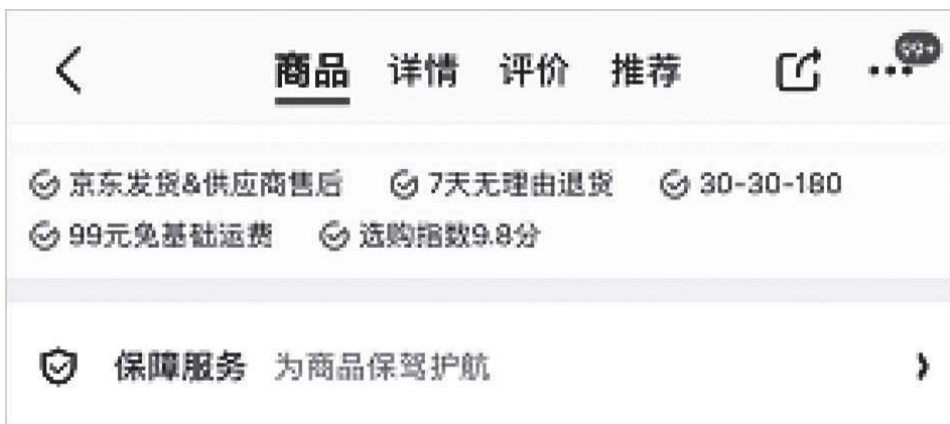 商品 详情 评价 推荐 99+
京东发货&供应商售后 7天无理由退货 30-30-180
99元免基础运费 选购指数9.8分
保障服务 为商品保驾护航